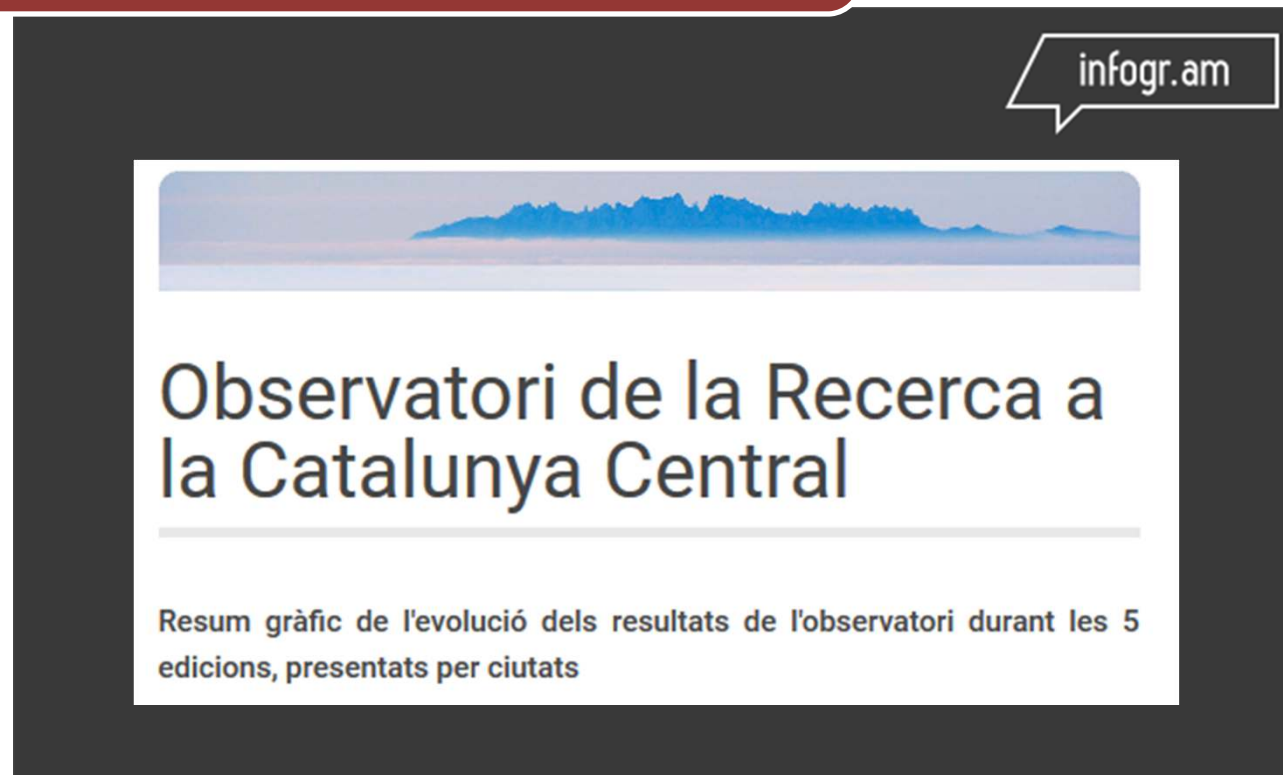 infogr.am
Observatori de la Recerca a
la Catalunya Central
Resum gràfic de l'evolució dels resultats de l'observatori durant les 5
edicions, presentats per ciutats